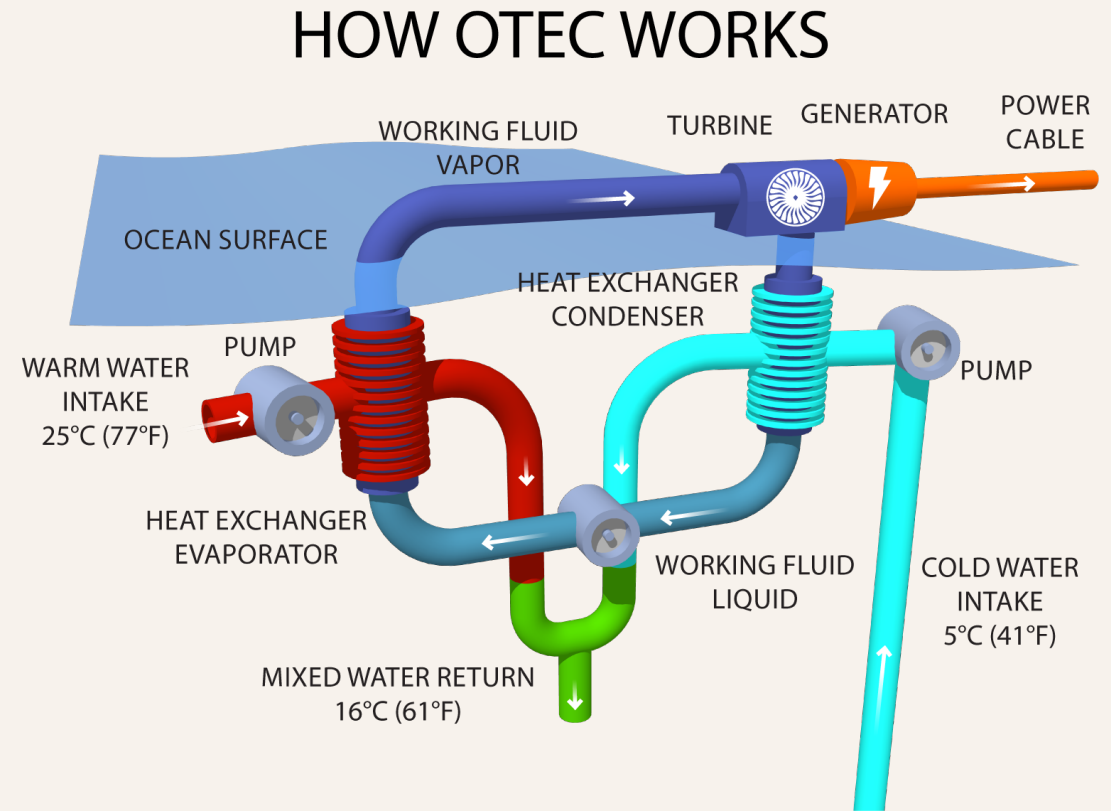 HOW OTEC WORKS
WORKING FLUID
VAPOR
TURBINE
GENERATOR
POWER
CABLE
OCEAN SURFACE
HEAT EXCHANGER
CONDENSER
PUMP
WARM WATER
INTAKE
25°C (77°F)
PUMP
HEAT EXCHANGER
EVAPORATOR
WORKING FLUID
LIQUID
COLD WATER
INTAKE
5°C (41°F)
MIXED WATER RETURN
16°C (61°F)